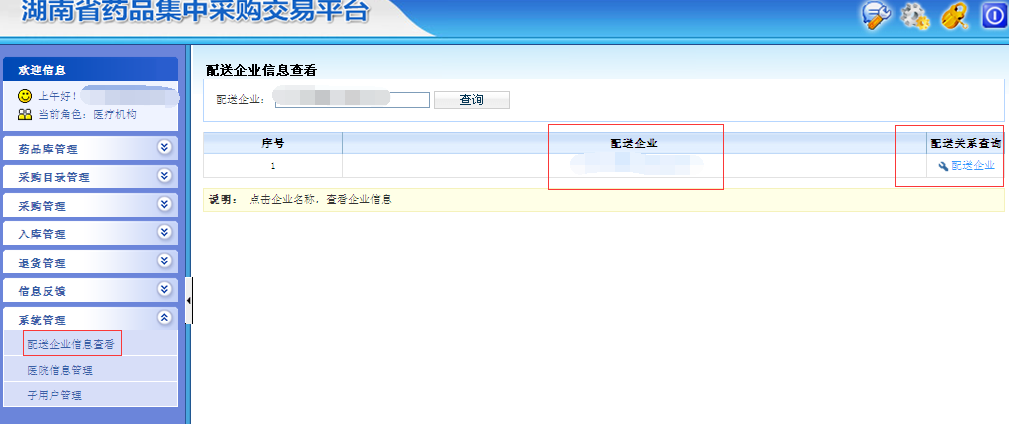 湖南省药品集中采购交易平台
欢迎信息
上午好!
当前角色：医疗机构
药品库管理
采购目录管理
采购管理
入库管理
退货管理
信息反馈
系统管理
配送企业信息查看
医院信息管理
子用户管理
配送企业信息查看
配送企业： 查询
序号 配送企业 配送关系查询
1 配送企业
说明： 点击企业名称，查看企业信息